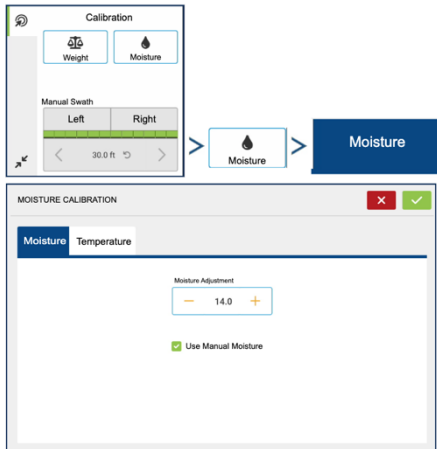 Calibration
Weight
Moisture
Manual Swath
Left
Right
30.0 ft
Moisture
Moisture
MOISTURE CALIBRATION
Moisture
Temperature
Moisture Adjustment
14.0
Use Manual Moisture